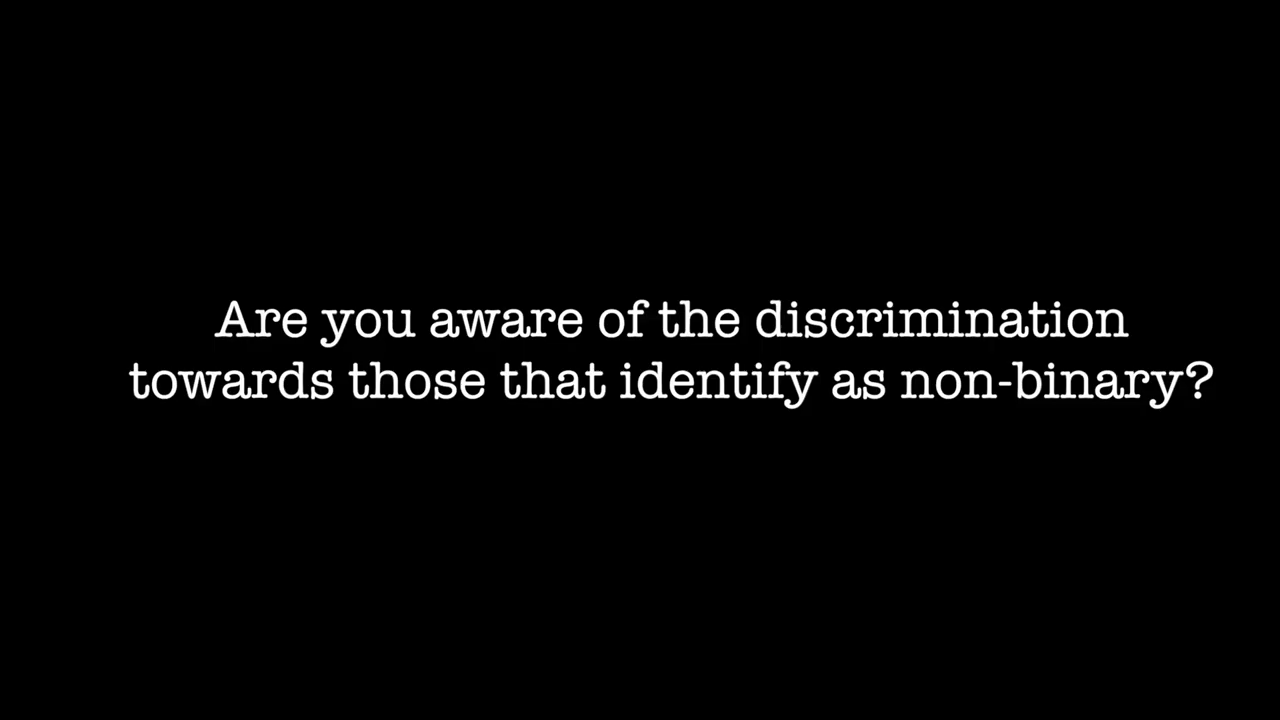 Are you aware of the discrimination
towards those that identify as non-binary?